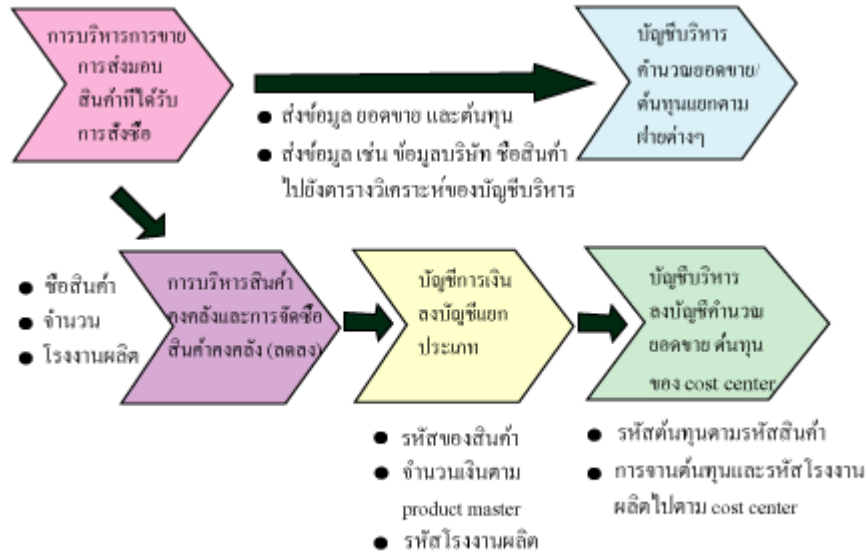 การบริหารการขาย
การส่งมอบ
สินค้าที่ได้รับ
การสั่งซื้อ
บัญชีบริหาร
คำนวณยอดขาย/
ต้นทุนแยกตาม
ฝ่ายต่างๆ
● ส่งข้อมูล ยอดขาย และต้นทุน
● ส่งข้อมูล เช่น ข้อมูลบริษัท ชื่อสินค้า
ไปยังตารางวิเคราะห์ของบัญชีบริหาร
● ชื่อสินค้า
● จำนวน
● โรงงานผลิต
การบริหารสินค้า
คงคลังและการจัดซื้อ
สินค้าคงคลัง (ลดลง)
บัญชีการเงิน
ลงบัญชีแยก
ประเภท
บัญชีบริหาร
ลงบัญชีคำนวณ
ยอดขาย ต้นทุน
ของ cost center
● รหัสของสินค้า
● จำนวนเงินตาม
product master
● รหัสโรงงานผลิต
● รหัสต้นทุนตามรหัสสินค้า
● การจานต้นทุนและรหัสโรงงาน
ผลิตไปตาม cost center